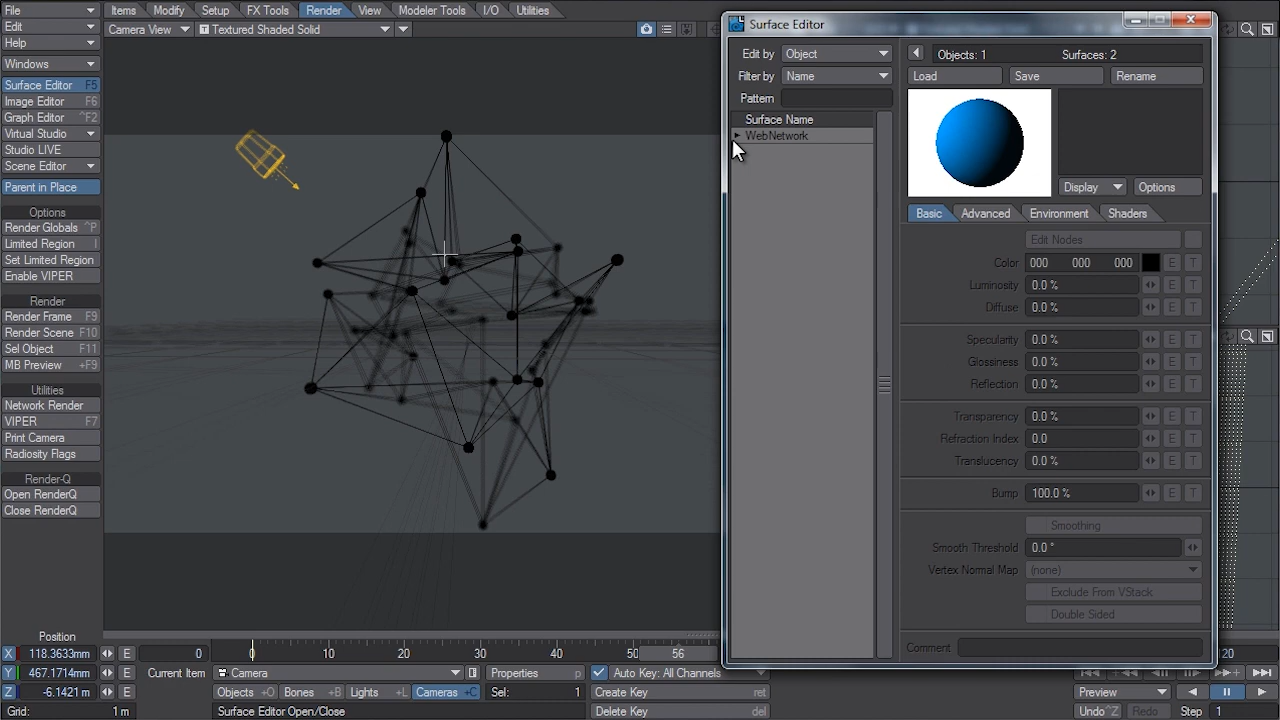 File
Edit
Help
Windows
Surface Editor F5
Image Editor F6
Graph Editor ^F2
Virtual Studio
Studio LIVE
Scene Editor
Parent in Place
Options
Render Globals ^P
Limited Region l
Set Limited Region
Enable VIPER
Render
Render Frame F9
Render Scene F10
Sel Object F11
MB Preview +F9
Utilities
Network Render
VIPER F7
Print Camera
Radiosity Flags
Render-Q
Open RenderQ
Close RenderQ
Items Modify Setup FX Tools Render View Modeler Tools I/O Utilities
Camera View T Textured Shaded Solid
Surface Editor
Edit by Object
Filter by Name
Pattern
Surface Name
WebNetwork
Objects: 1 Surfaces: 2
Load Save Rename
Display Options
Basic Advanced Environment Shaders
Edit Nodes
Color 000 000 000 E T
Luminosity 0.0 % E T
Diffuse 0.0 % E T
Specularity 0.0 % E T
Glossiness 0.0 % E T
Reflection 0.0 % E T
Transparency 0.0 % E T
Refraction Index 0.0 E T
Translucency 0.0 % E T
Bump 100.0 % E T
Smoothing
Smooth Threshold 0.0 °
Vertex Normal Map (none)
Exclude From VStack
Double Sided
Comment
Position
X 118.3633mm E
Y 467.1714mm E
Z -6.1421 m E
Grid: 1 m
0 0 10 20 30 40 50 56 120
Current Item Camera Properties p Auto Key: All Channels
Objects +O Bones +B Lights +L Cameras +C Sel: 1 Create Key ret
Surface Editor Open/Close Delete Key del
Preview
Undo ^Z Redo Step 1